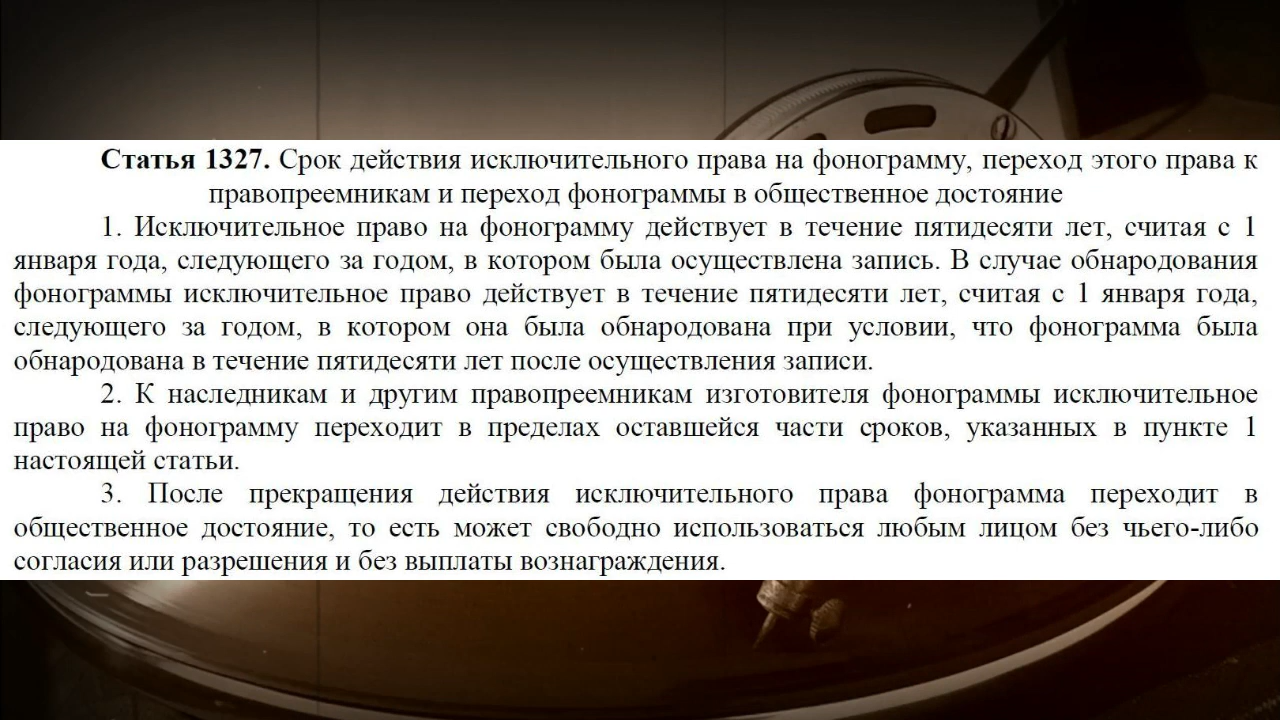 Статья 1327. Срок действия исключительного права на фонограмму, переход этого права к
правопреемникам и переход фонограммы в общественное достояние
1. Исключительное право на фонограмму действует в течение пятидесяти лет, считая с 1
января года, следующего за годом, в котором была осуществлена запись. В случае обнародования
фонограммы исключительное право действует в течение пятидесяти лет, считая с 1 января года,
следующего за годом, в котором она была обнародована при условии, что фонограмма была
обнародована в течение пятидесяти лет после осуществления записи.
2. К наследникам и другим правопреемникам изготовителя фонограммы исключительное
право на фонограмму переходит в пределах оставшейся части сроков, указанных в пункте 1
настоящей статьи.
3. После прекращения действия исключительного права фонограмма переходит в
общественное достояние, то есть может свободно использоваться любым лицом без чьего-либо
согласия или разрешения и без выплаты вознаграждения.